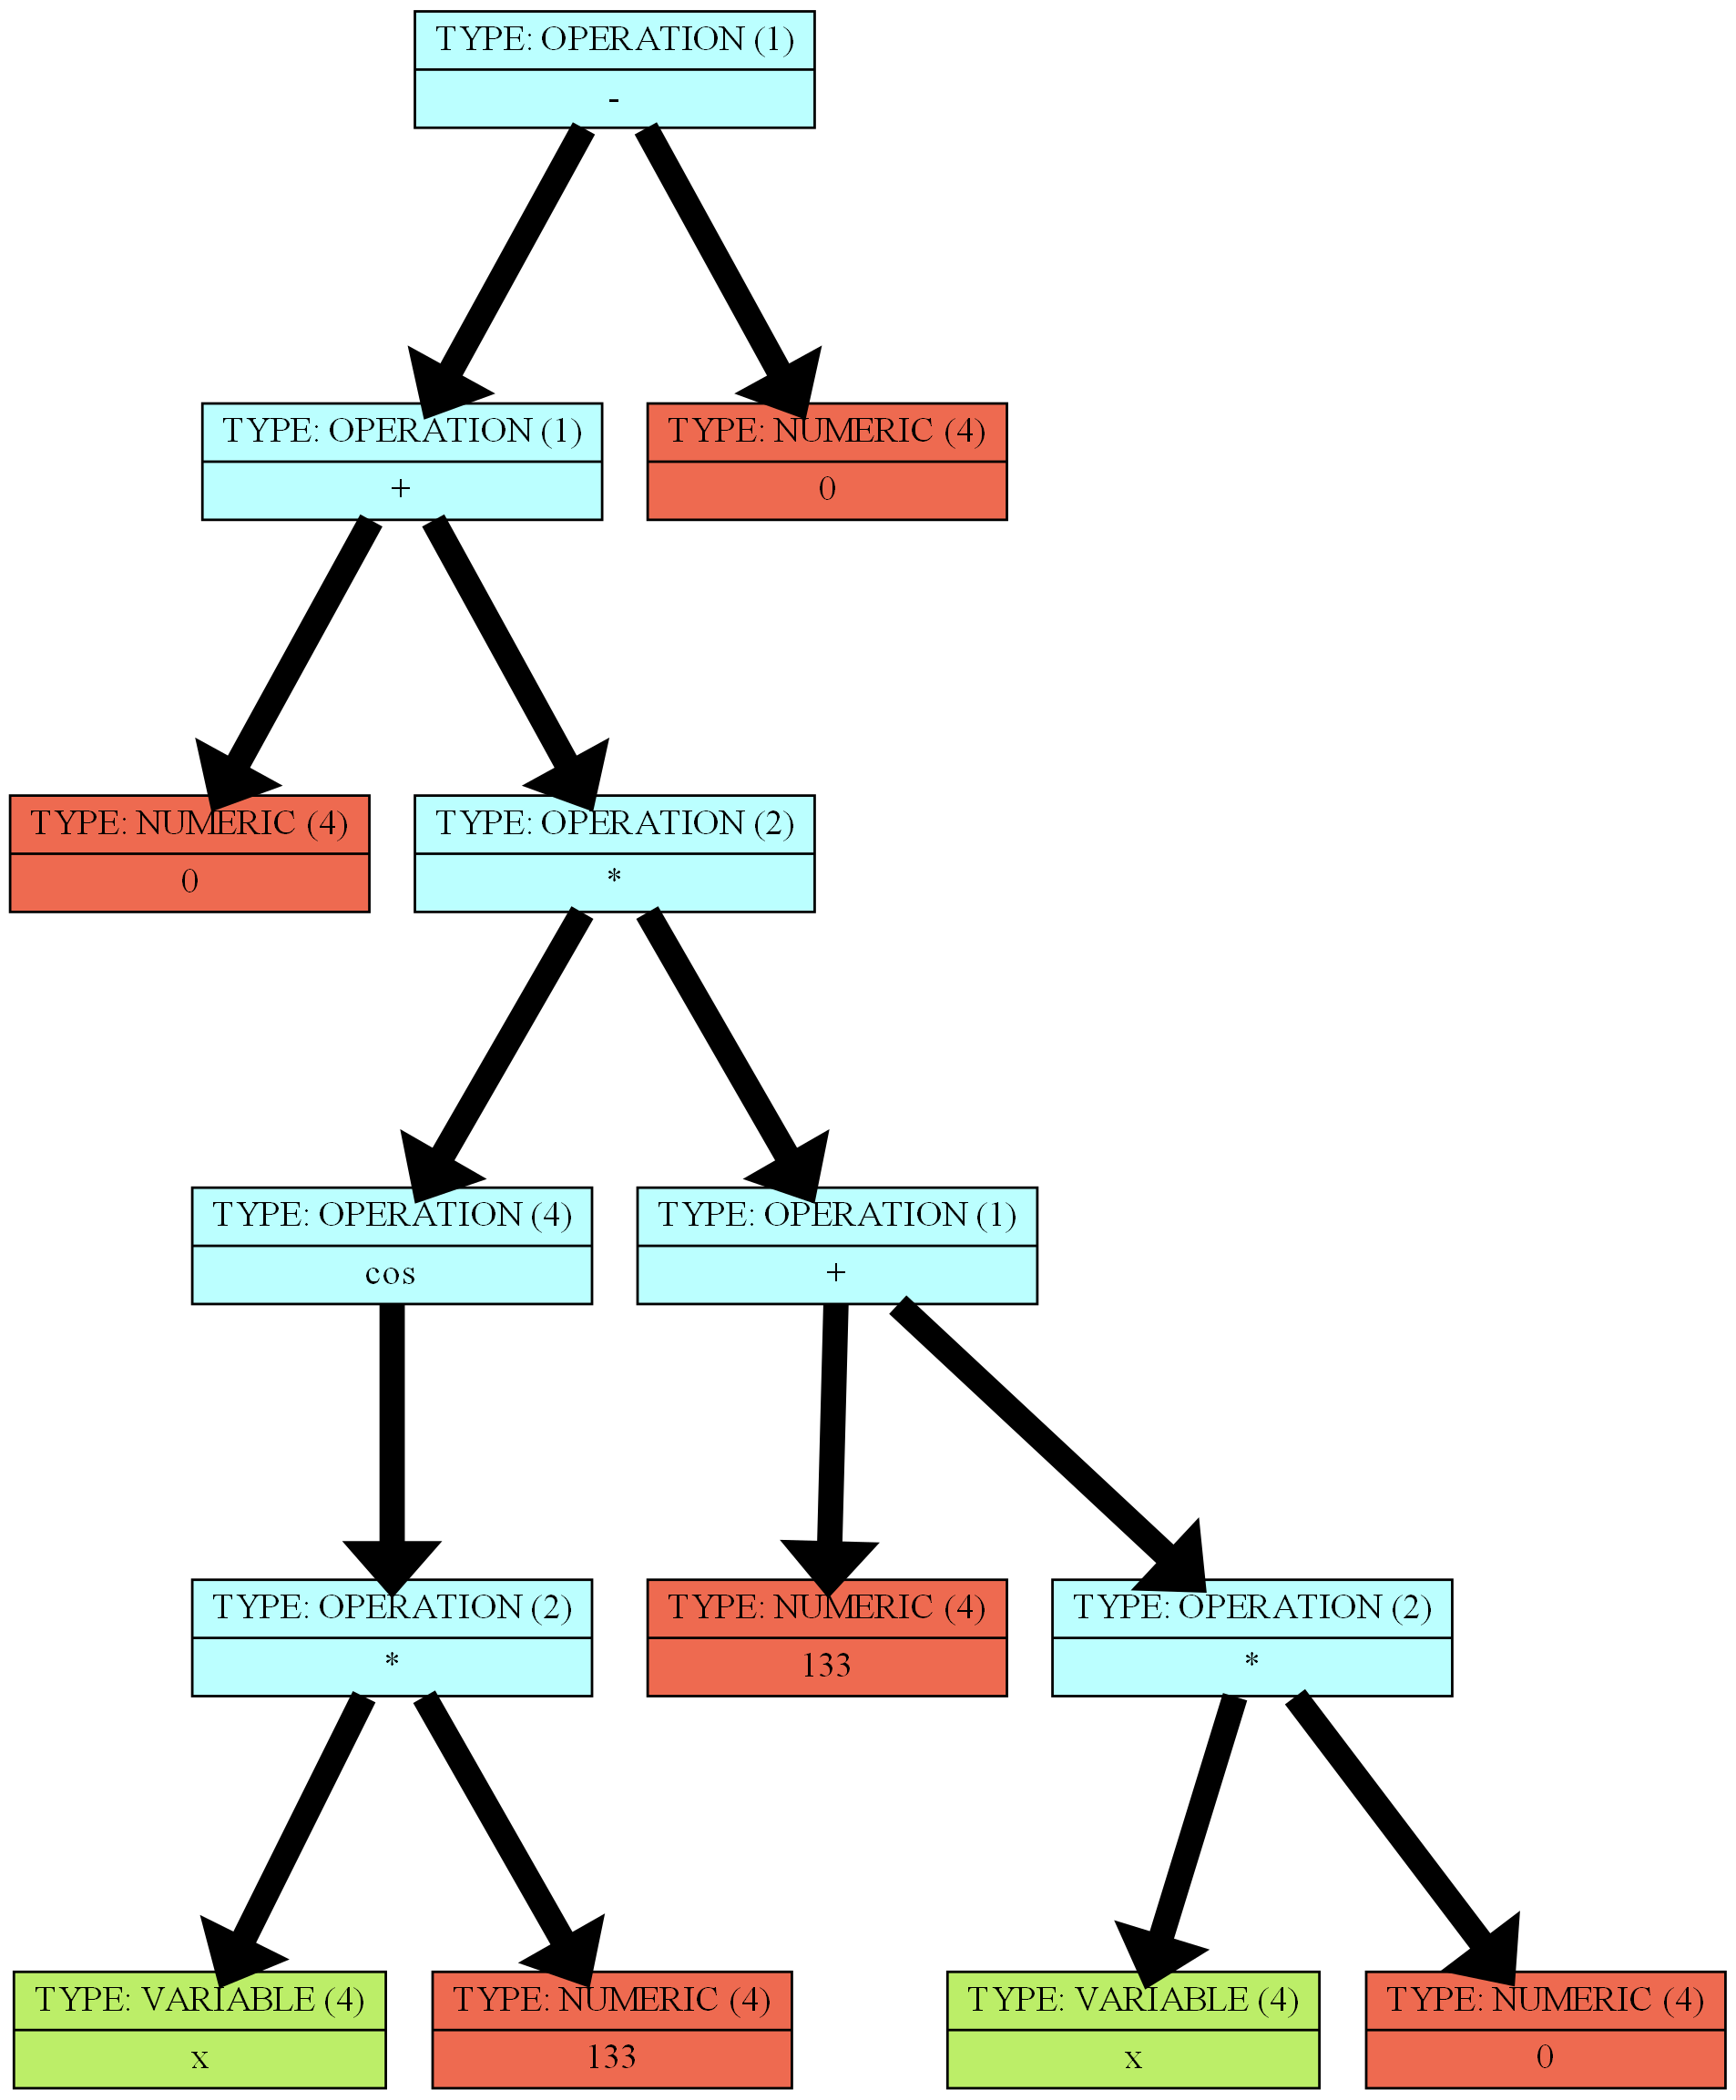 TYPE: OPERATION (1)
-
TYPE: OPERATION (1)
+
TYPE: NUMERIC (4)
0
TYPE: NUMERIC (4)
0
TYPE: OPERATION (2)
*
TYPE: OPERATION (4)
cos
TYPE: OPERATION (1)
+
TYPE: OPERATION (2)
*
TYPE: NUMERIC (4)
133
TYPE: OPERATION (2)
*
TYPE: VARIABLE (4)
x
TYPE: NUMERIC (4)
133
TYPE: VARIABLE (4)
x
TYPE: NUMERIC (4)
0